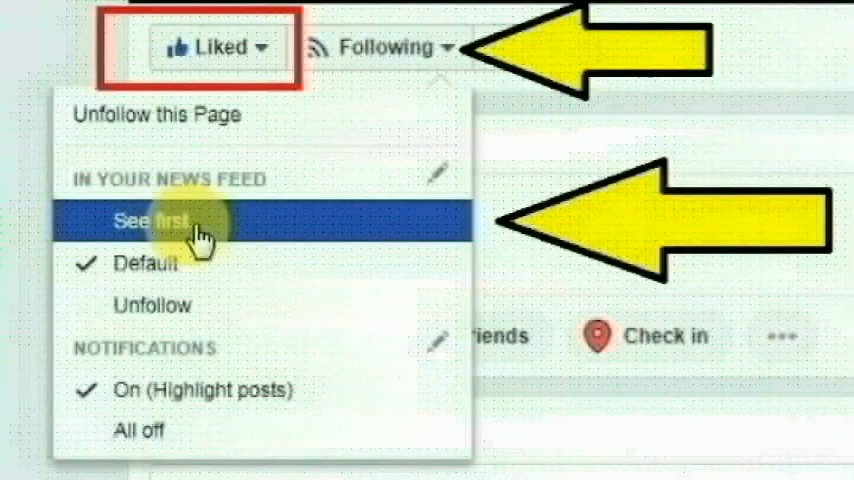 Liked Following
Unfollow this Page
IN YOUR NEWS FEED
See first
Default
Unfollow
NOTIFICATIONS
riends Check in
On (Highlight posts)
All off